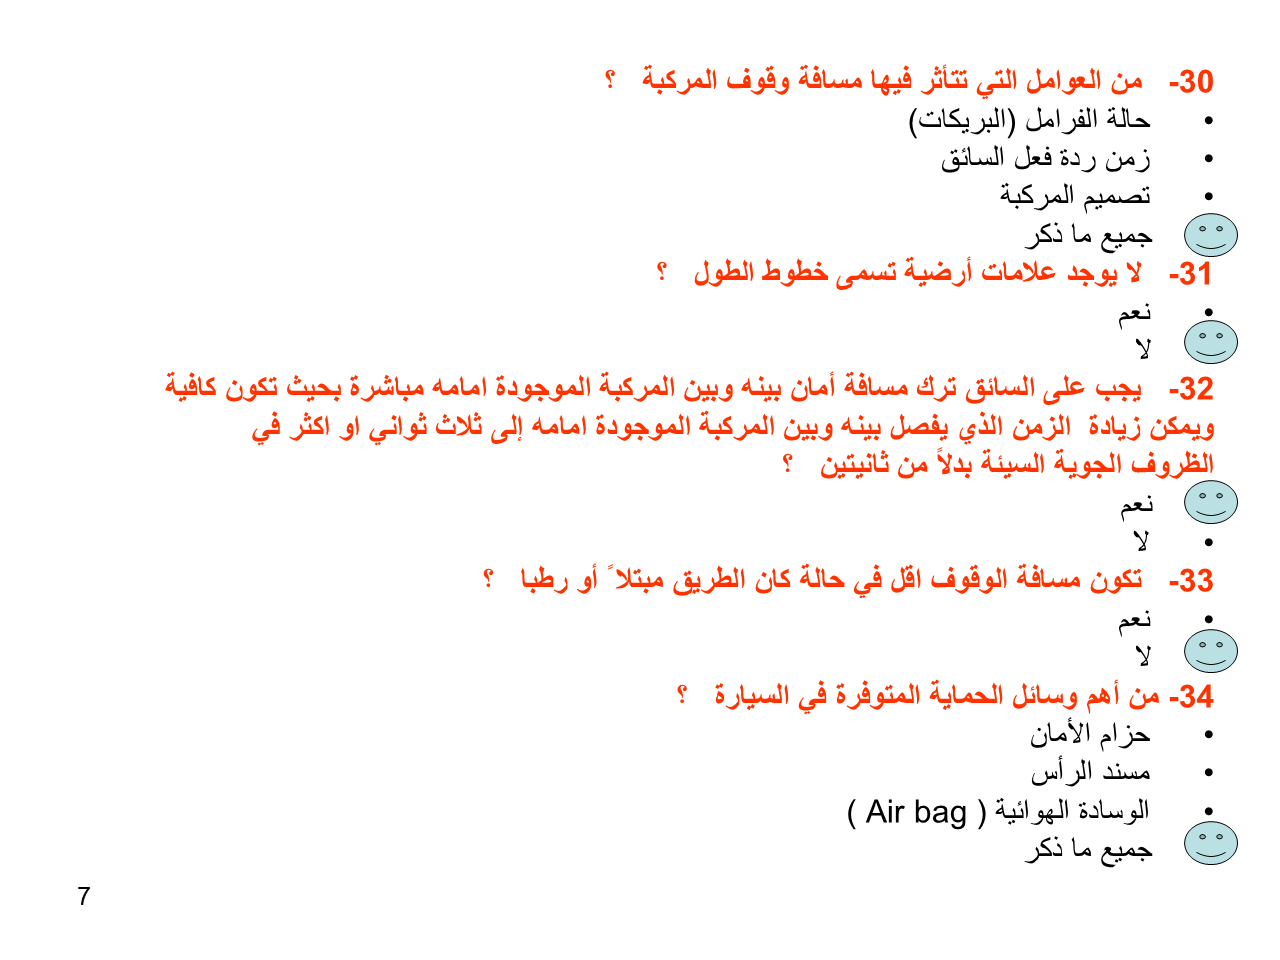 30- من العوامل التي تتأثر فيها مسافة وقوف المركبة ؟
• حالة الفرامل (البريكات)
• زمن ردة فعل السائق
• تصميم المركبة
جميع ما ذكر
31- لا يوجد علامات أرضية تسمى خطوط الطول ؟
• نعم
لا
32- يجب على السائق ترك مسافة أمان بينه وبين المركبة الموجودة امامه مباشرة بحيث تكون كافية
ويمكن زيادة الزمن الذي يفصل بينه وبين المركبة الموجودة امامه إلى ثلاث ثواني او اكثر في
الظروف الجوية السيئة بدلاً من ثانيتين ؟
نعم
• لا
33- تكون مسافة الوقوف اقل في حالة كان الطريق مبتلا ً أو رطبا ؟
• نعم
لا
34- من أهم وسائل الحماية المتوفرة في السيارة ؟
• حزام الأمان
• مسند الرأس
• الوسادة الهوائية ( Air bag )
جميع ما ذكر
7